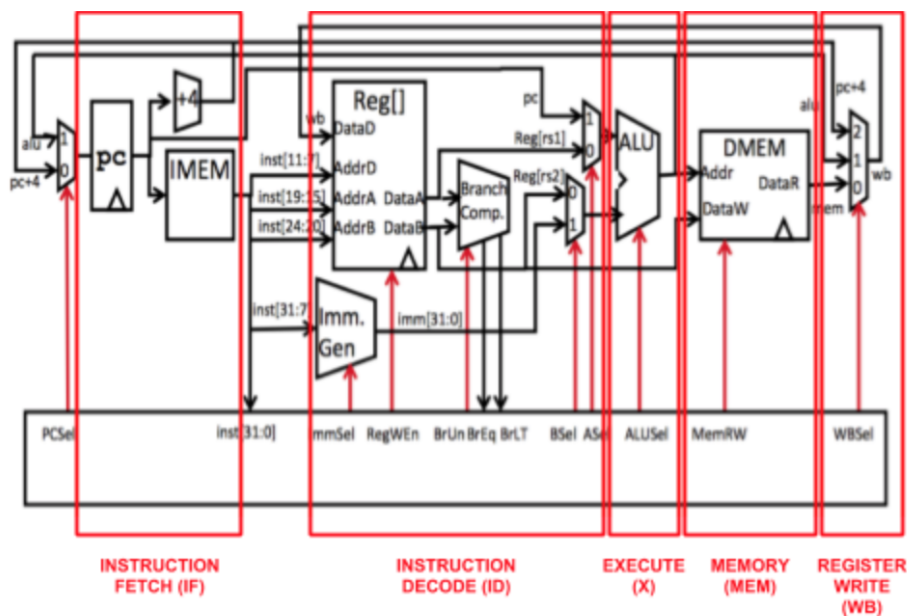 wb
pc+4
alu
pc+4
1
0
pc
+4
IMEM
inst[11:7]
inst[19:15]
inst[24:20]
inst[31:7]
Reg[]
DataD
AddrD
AddrA DataA
AddrB DataB
Branch
Comp.
Imm.
Gen
imm[31:0]
pc
Reg[rs1]
Reg[rs2]
1
0
0
1
ALU
DMEM
Addr
DataR
DataW
alu
mem
2
1
0
wb
PCSel
inst[31:0]
ImmSel
RegWEn
BrUn
BrEq
BrLT
BSel
ASel
ALUSel
MemRW
WBSel
INSTRUCTION
FETCH (IF)
INSTRUCTION
DECODE (ID)
EXECUTE
(X)
MEMORY
(MEM)
REGISTER
WRITE
(WB)